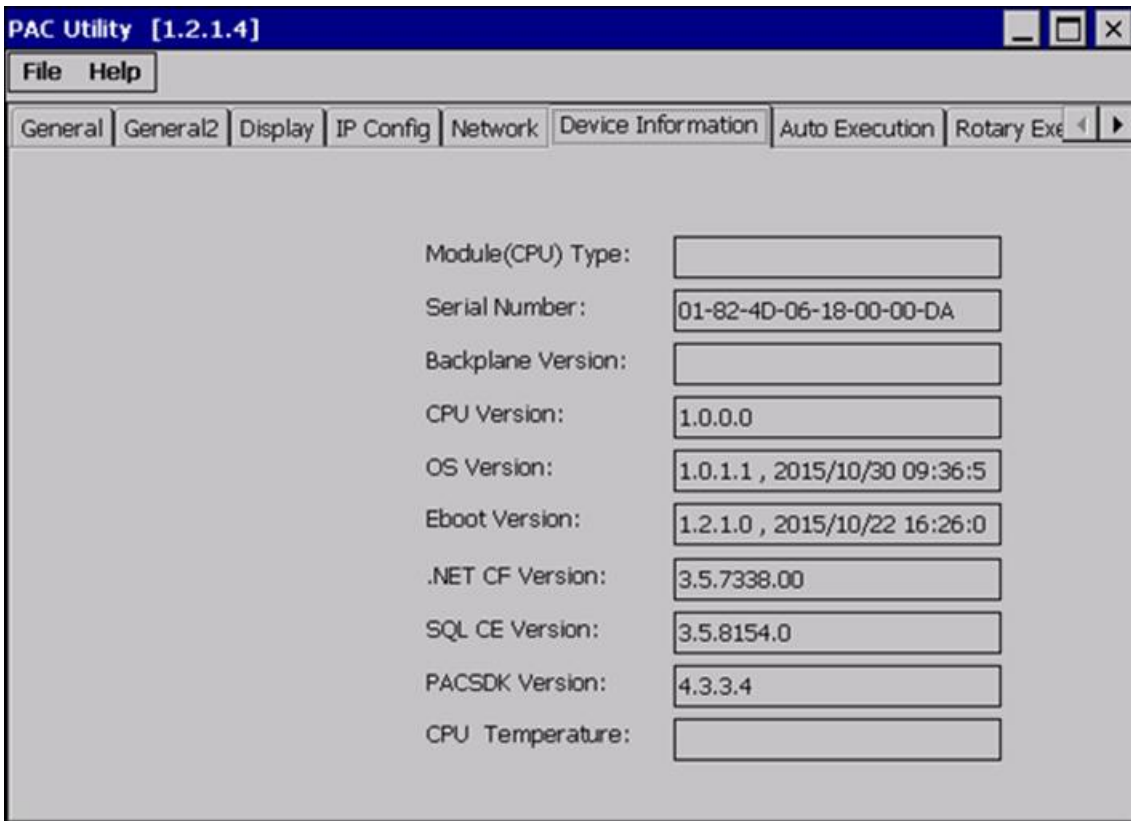 PAC Utility [1.2.1.4]
File Help
General General2 Display IP Config Network Device Information Auto Execution Rotary Exe
Module(CPU) Type:
Serial Number: 01-82-4D-06-18-00-00-DA
Backplane Version:
CPU Version: 1.0.0.0
OS Version: 1.0.1.1 , 2015/10/30 09:36:5
Eboot Version: 1.2.1.0 , 2015/10/22 16:26:0
.NET CF Version: 3.5.7338.00
SQL CE Version: 3.5.8154.0
PACSDK Version: 4.3.3.4
CPU Temperature: